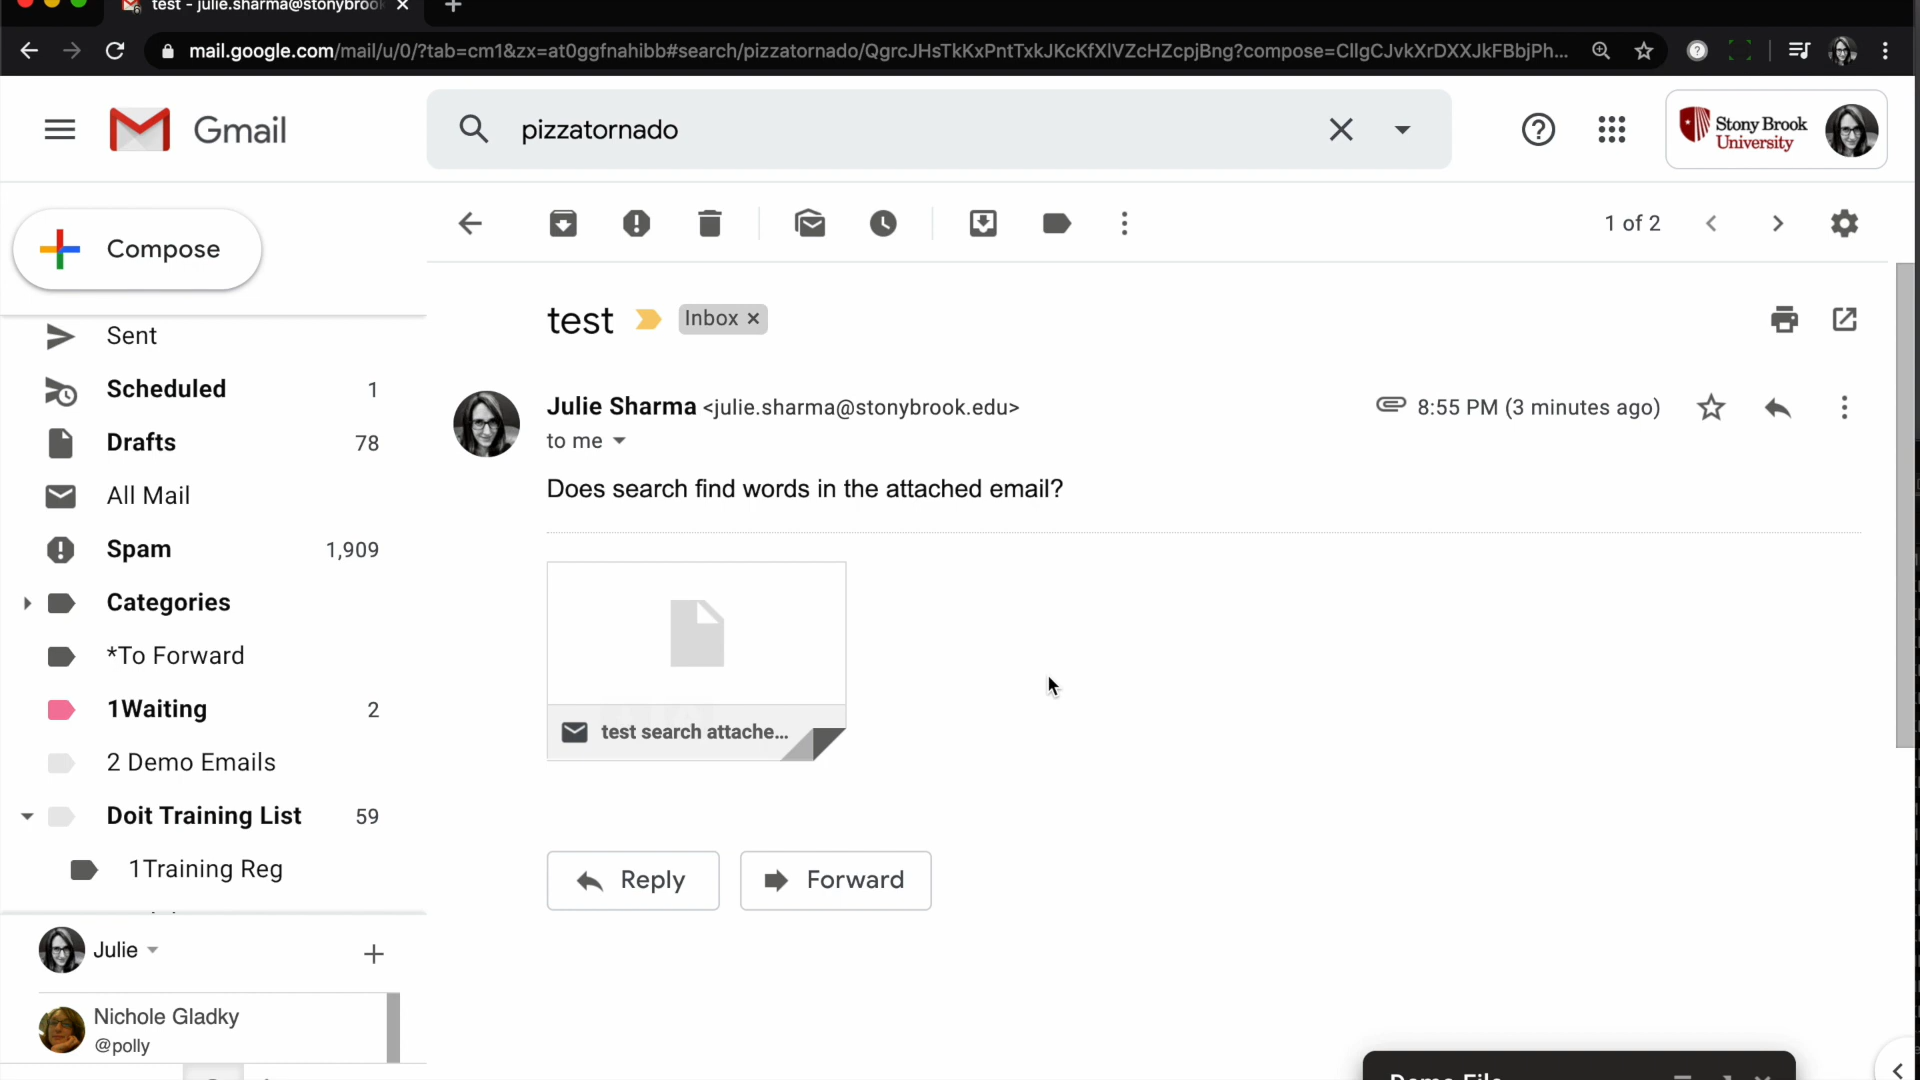 test - julie.sharma@stonybrook
mail.google.com/mail/u/0/?tab=cm1&zx=at0ggfnahibb#search/pizzatornado/QgrcJHsTkKxPntTxkJKcKfXlVZcHZcpjBng?compose=CllgCJvkXrDXXJkFBbjPh...
Gmail
pizzatornado
Stony Brook
University
Compose
1 of 2
test
Inbox
Sent
Scheduled 1
Drafts 78
All Mail
Spam 1,909
Categories
*To Forward
1Waiting 2
2 Demo Emails
Doit Training List 59
1Training Reg
Julie Sharma <julie.sharma@stonybrook.edu>
8:55 PM (3 minutes ago)
to me
Does search find words in the attached email?
test search attache...
Reply
Forward
Julie
Nichole Gladky
@polly
Demo File